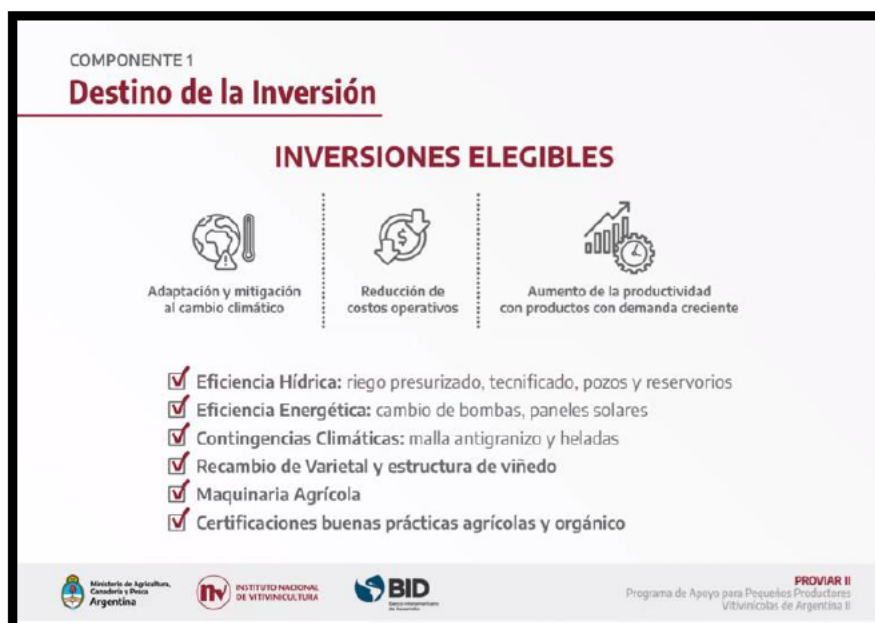 COMPONENTE 1
Destino de la Inversión
INVERSIONES ELEGIBLES
Adaptación y mitigación
al cambio climático
Reducción de
costos operativos
Aumento de la productividad
con productos con demanda creciente
Eficiencia Hídrica: riego presurizado, tecnificado, pozos y reservorios
Eficiencia Energética: cambio de bombas, paneles solares
Contingencias Climáticas: malla antigranizo y heladas
Recambio de Varietal y estructura de viñedo
Maquinaria Agrícola
Certificaciones buenas prácticas agrícolas y orgánico
Ministerio de Agricultura,
Ganadería y Pesca
Argentina
INSTITUTO NACIONAL
DE VITIVINICULTURA
BID
Banco Interamericano
de Desarrollo
PROVIAR II
Programa de Apoyo para Pequeños Productores
Vitivinícolas de Argentina II